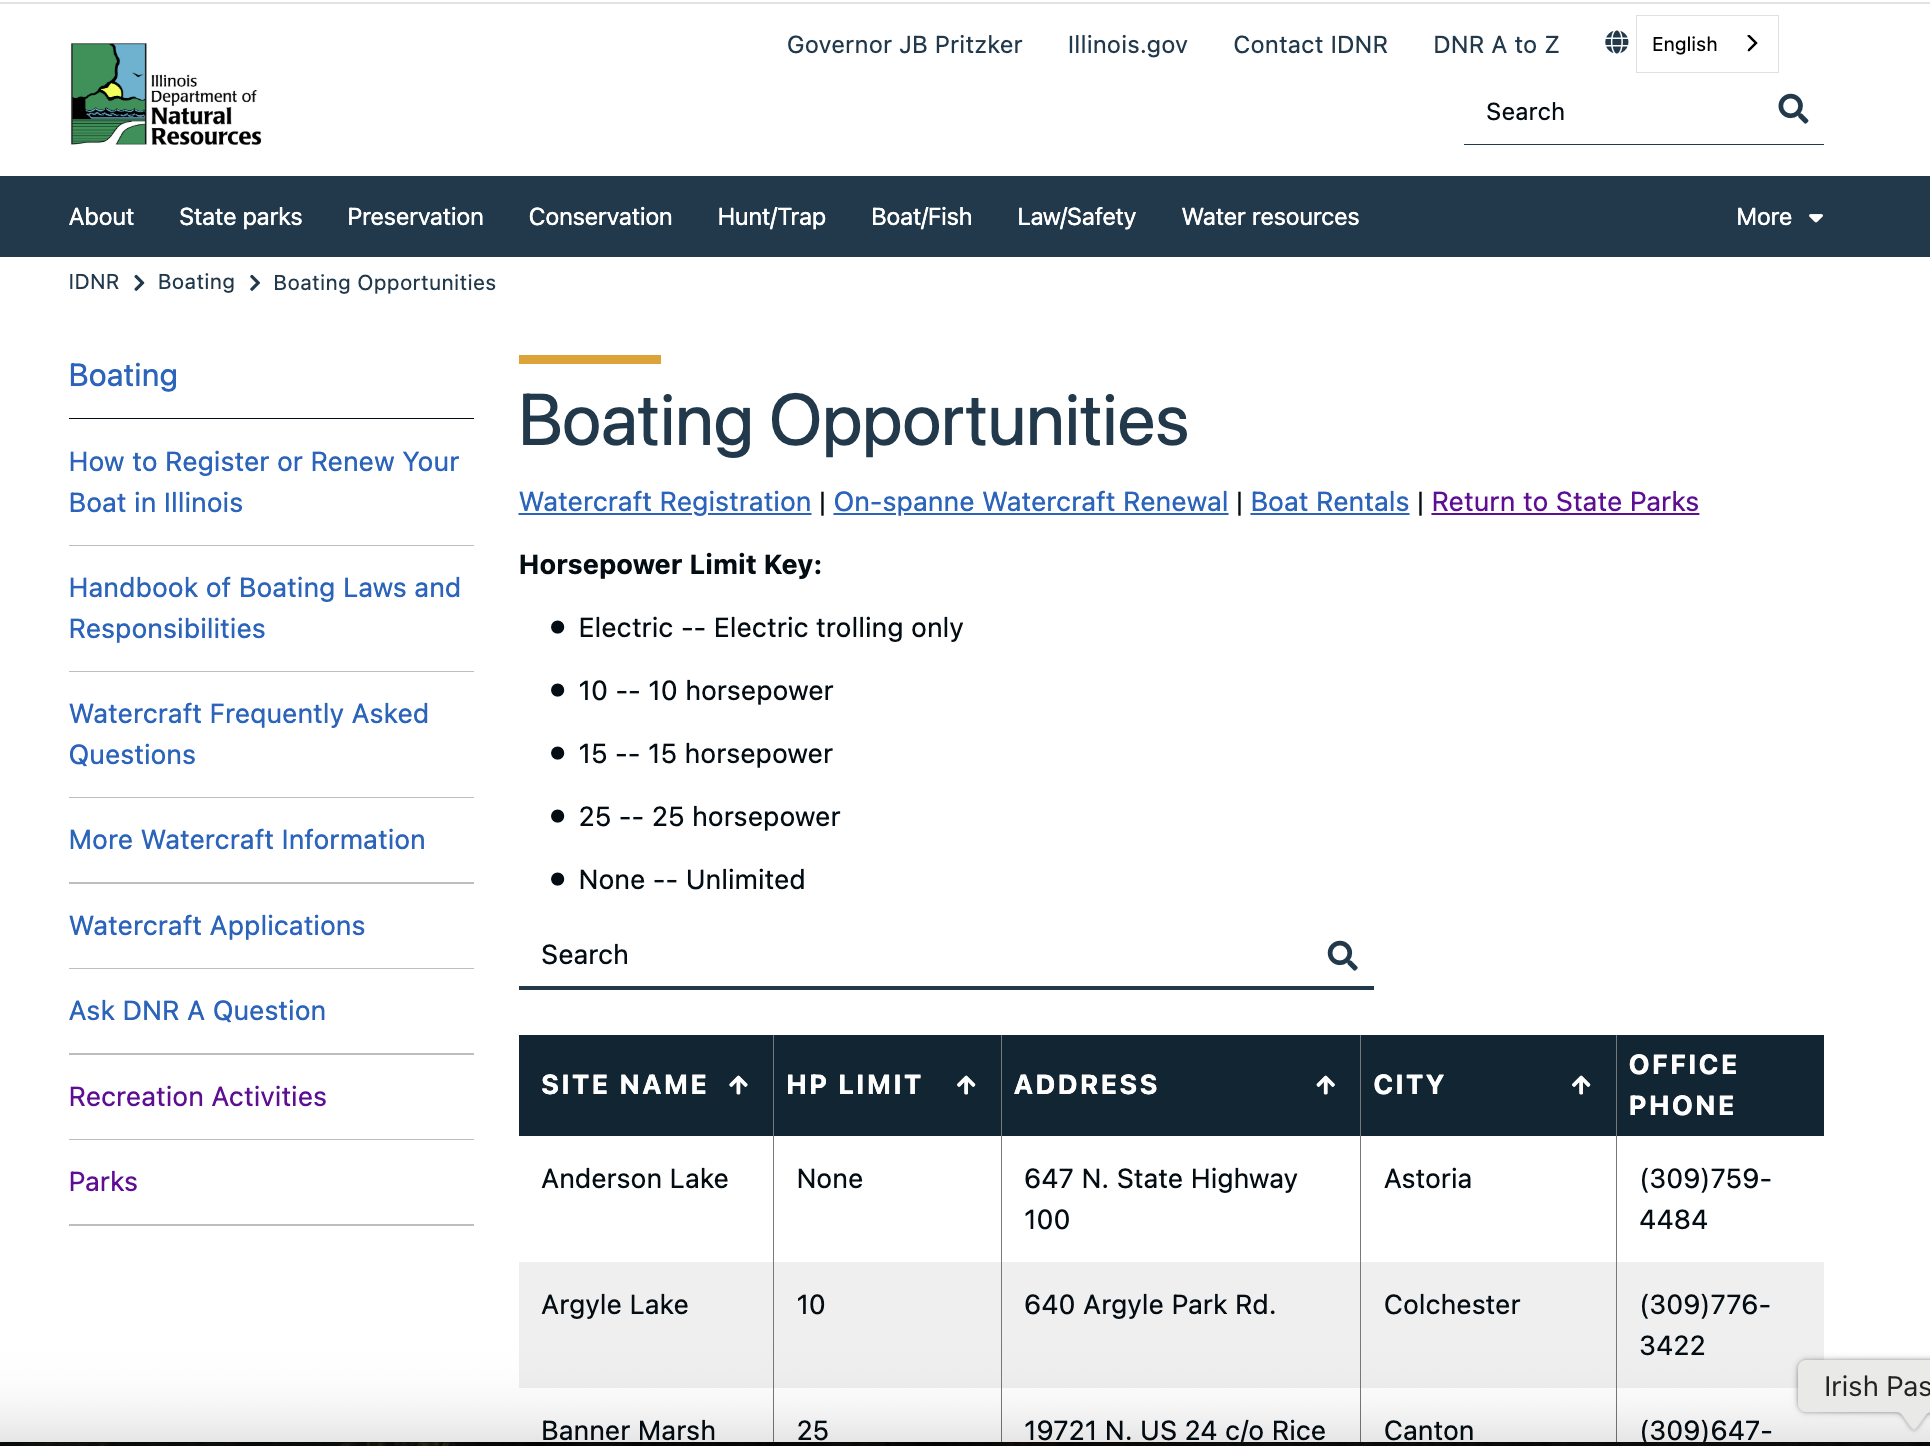 Governor JB Pritzker Illinois.gov Contact IDNR DNR A to Z English
Illinois
Department of
Natural
Resources
Search
About State parks Preservation Conservation Hunt/Trap Boat/Fish Law/Safety Water resources More
IDNR Boating Boating Opportunities
Boating
How to Register or Renew Your
Boat in Illinois
Handbook of Boating Laws and
Responsibilities
Watercraft Frequently Asked
Questions
More Watercraft Information
Watercraft Applications
Ask DNR A Question
Recreation Activities
Parks
Boating Opportunities
Watercraft Registration | On-spanne Watercraft Renewal | Boat Rentals | Return to State Parks
Horsepower Limit Key:
Electric -- Electric trolling only
10 -- 10 horsepower
15 -- 15 horsepower
25 -- 25 horsepower
None -- Unlimited
Search
SITE NAME HP LIMIT ADDRESS CITY OFFICE
PHONE
Anderson Lake None 647 N. State Highway Astoria (309)759-
100 4484
Argyle Lake 10 640 Argyle Park Rd. Colchester (309)776-
3422
Irish Pas
Banner Marsh 25 19721 N. US 24 c/o Rice Canton (309)647-